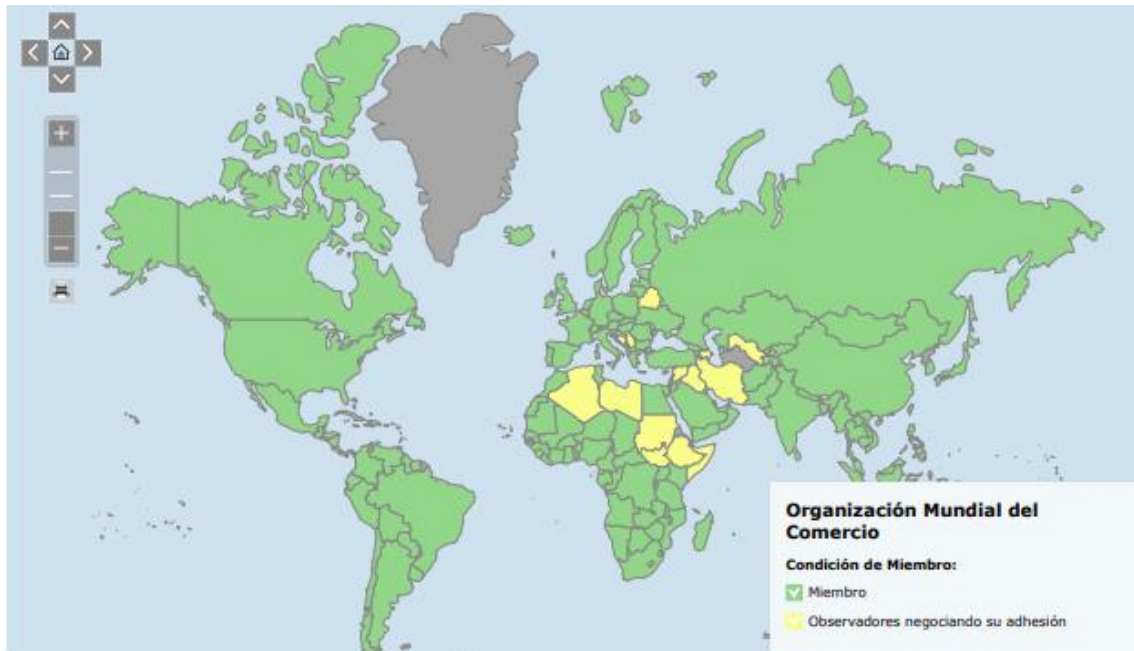 Organización Mundial del
Comercio
Condición de Miembro:
Miembro
Observadores negociando su adhesión